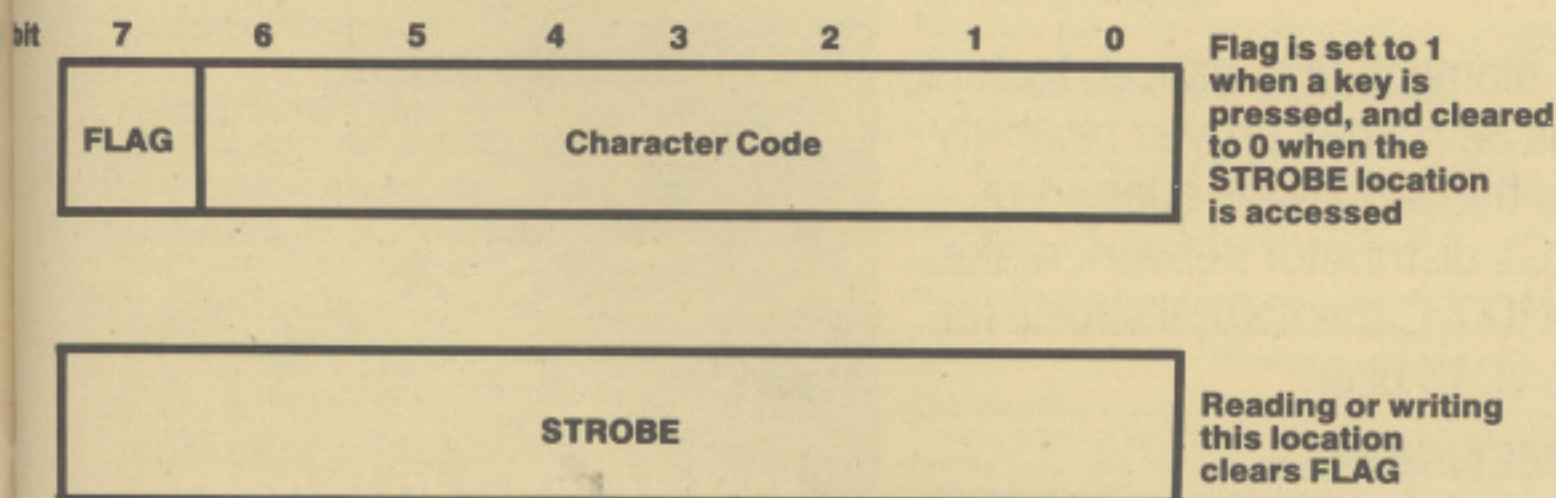 bit 7 6 5 4 3 2 1 0
Flag is set to 1
when a key is
pressed, and cleared
to 0 when the
STROBE location
is accessed
FLAG Character Code
STROBE
Reading or writing
this location
clears FLAG